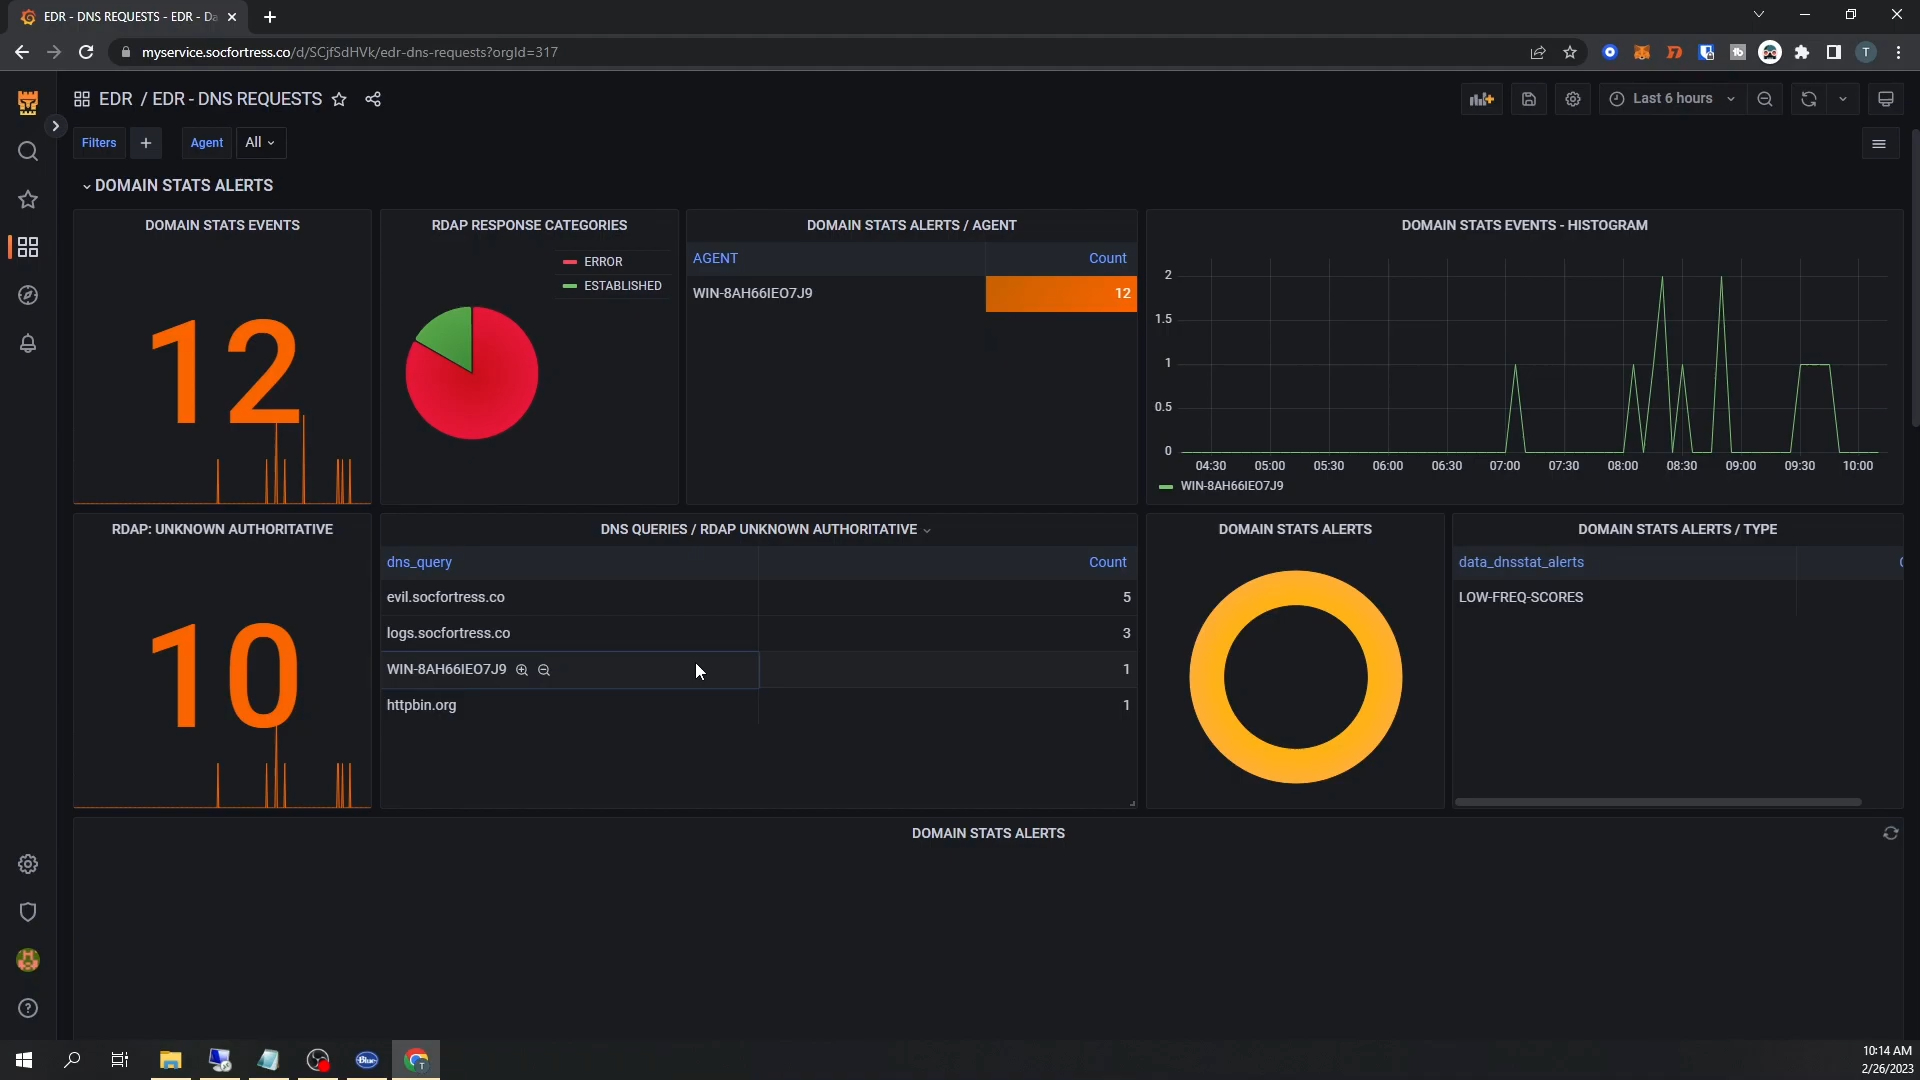 EDR - DNS REQUESTS - EDR - Da
myservice.socfortress.co/d/SCjfSdHVk/edr-dns-requests?orgId=317
T
EDR / EDR - DNS REQUESTS
Last 6 hours
Filters
Agent
All
DOMAIN STATS ALERTS
DOMAIN STATS EVENTS
12
RDAP RESPONSE CATEGORIES
ERROR
ESTABLISHED
DOMAIN STATS ALERTS / AGENT
AGENT Count
WIN-8AH66IEO7J9 12
DOMAIN STATS EVENTS - HISTOGRAM
2
1.5
1
0.5
0
04:30 05:00 05:30 06:00 06:30 07:00 07:30 08:00 08:30 09:00 09:30 10:00
WIN-8AH66IEO7J9
RDAP: UNKNOWN AUTHORITATIVE
10
DNS QUERIES / RDAP UNKNOWN AUTHORITATIVE
dns_query Count
evil.socfortress.co 5
logs.socfortress.co 3
WIN-8AH66IEO7J9 1
httpbin.org 1
DOMAIN STATS ALERTS
DOMAIN STATS ALERTS / TYPE
data_dnsstat_alerts
LOW-FREQ-SCORES
DOMAIN STATS ALERTS
Blue
T
10:14 AM
2/26/2023